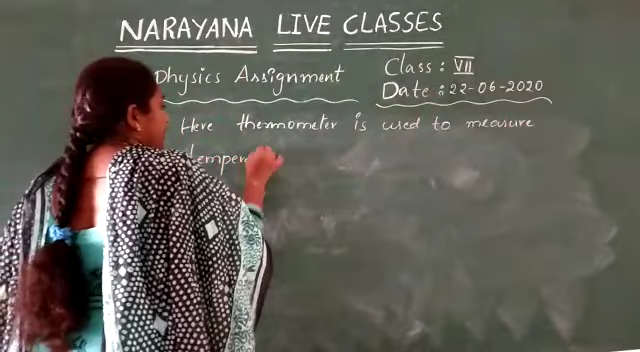 NARAYANA LIVE CLASSES
Physics Assignment
Class : VII
Date : 22-06-2020
Here thermometer is used to measure
temper